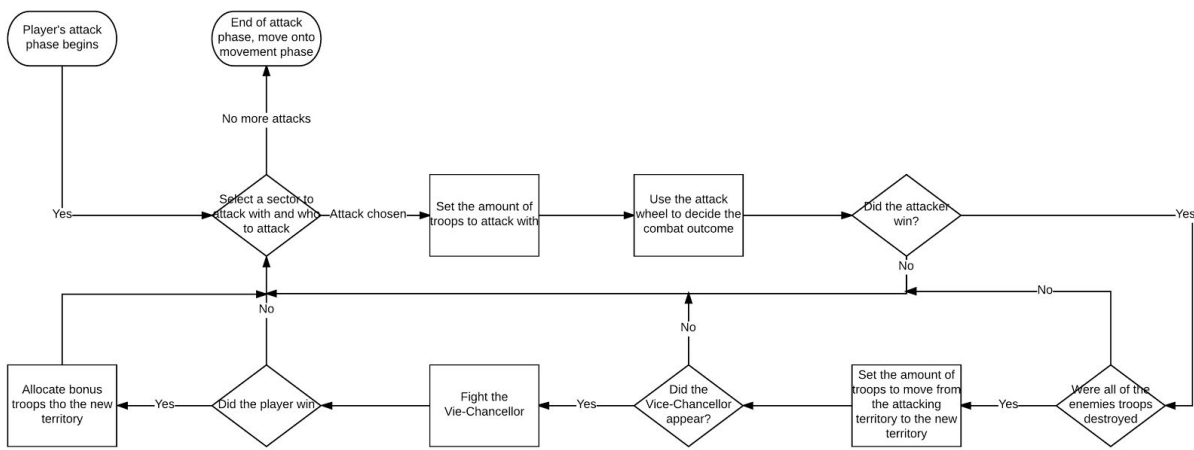 Player's attack
phase begins
End of attack
phase, move onto
movement phase
No more attacks
Yes
Select a sector to
attack with and who
to attack
Attack chosen
Set the amount of
troops to attack with
Use the attack
wheel to decide the
combat outcome
Did the attacker
win?
Yes
No
No
No
No
Allocate bonus
troops tho the new
territory
Yes
Did the player win
Fight the
Vie-Chancellor
Yes
Did the
Vice-Chancellor
appear?
Set the amount of
troops to move from
the attacking
territory to the new
territory
Yes
Were all of the
enemies troops
destroyed